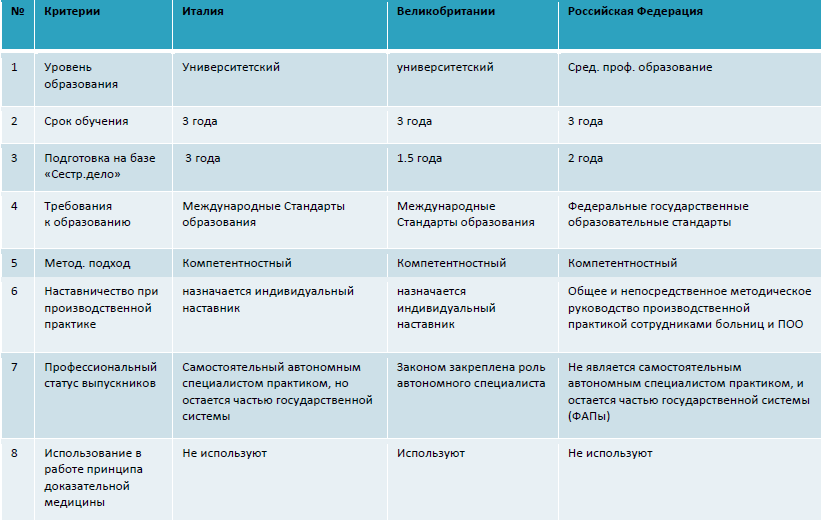 № Критерии Италия Великобритании Российская Федерация
1 Уровень образования Университетский университетский Сред. проф. образование
2 Срок обучения 3 года 3 года 3 года
3 Подготовка на базе «Сестр.дело» 3 года 1.5 года 2 года
4 Требования к образованию Международные Стандарты образования Международные Стандарты образования Федеральные государственные образовательные стандарты
5 Метод. подход Компетентностный Компетентностный Компетентностный
6 Наставничество при производственной практике назначается индивидуальный наставник назначается индивидуальный наставник Общее и непосредственное методическое руководство производственной практикой сотрудниками больниц и ПОО
7 Профессиональный статус выпускников Самостоятельный автономным специалистом практиком, но остается частью государственной системы Законом закреплена роль автономного специалиста Не является самостоятельным автономным специалистом практиком, и остается частью государственной системы (ФАПы)
8 Использование в работе принципа доказательной медицины Не используют Используют Не используют